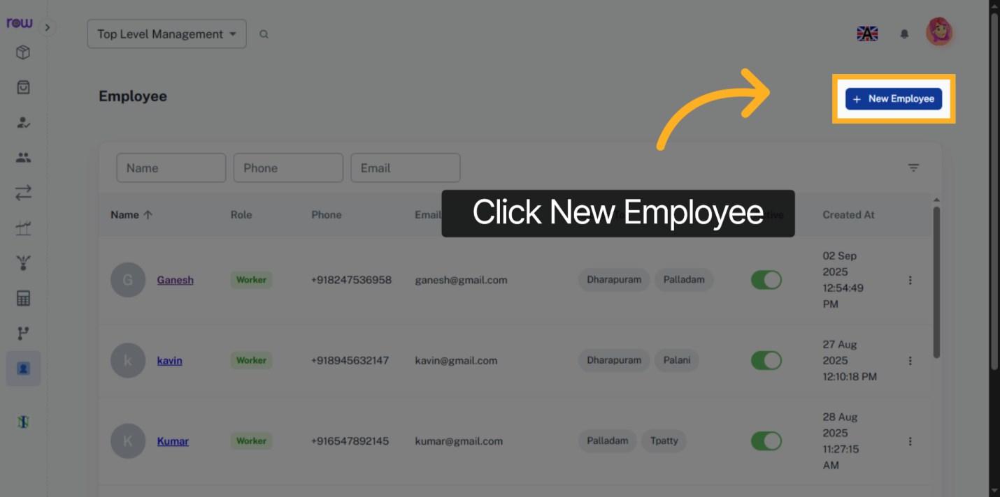 row
Top Level Management
A
Employee
+ New Employee
Name
Phone
Email
Click New Employee
Name ↑ Role Phone Email Created At
G Ganesh Worker +918247536958 ganesh@gmail.com Dharapuram Palladam
02 Sep
2025
12:54:49
PM
k kavin Worker +918945632147 kavin@gmail.com Dharapuram Palani
27 Aug
2025
12:10:18 PM
K Kumar Worker +916547892145 kumar@gmail.com Palladam Tpatty
28 Aug
2025
11:27:15
AM